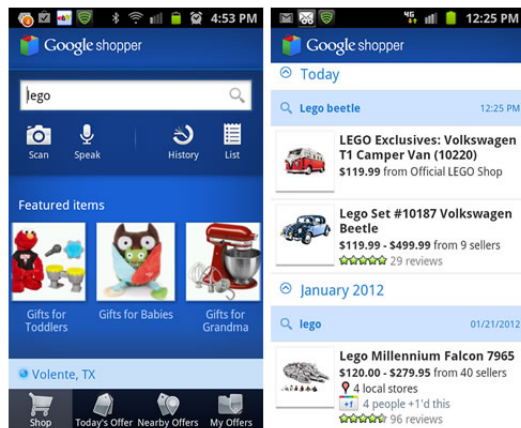 4:53 PM
Google shopper
lego
Scan
Speak
History
List
Featured items
Gifts for
Toddlers
Gifts for Babies
Gifts for
Grandma
Volente, TX
Shop
Today's Offer
Nearby Offers
My Offers
4G
12:25 PM
Google shopper
Today
Lego beetle 12:25 PM
LEGO Exclusives: Volkswagen
T1 Camper Van (10220)
$119.99 from Official LEGO Shop
Lego Set #10187 Volkswagen
Beetle
$119.99 - $499.99 from 9 sellers
29 reviews
January 2012
lego 01/21/2012
Lego Millennium Falcon 7965
$120.00 - $279.95 from 40 sellers
4 local stores
+1 4 people +1'd this
96 reviews